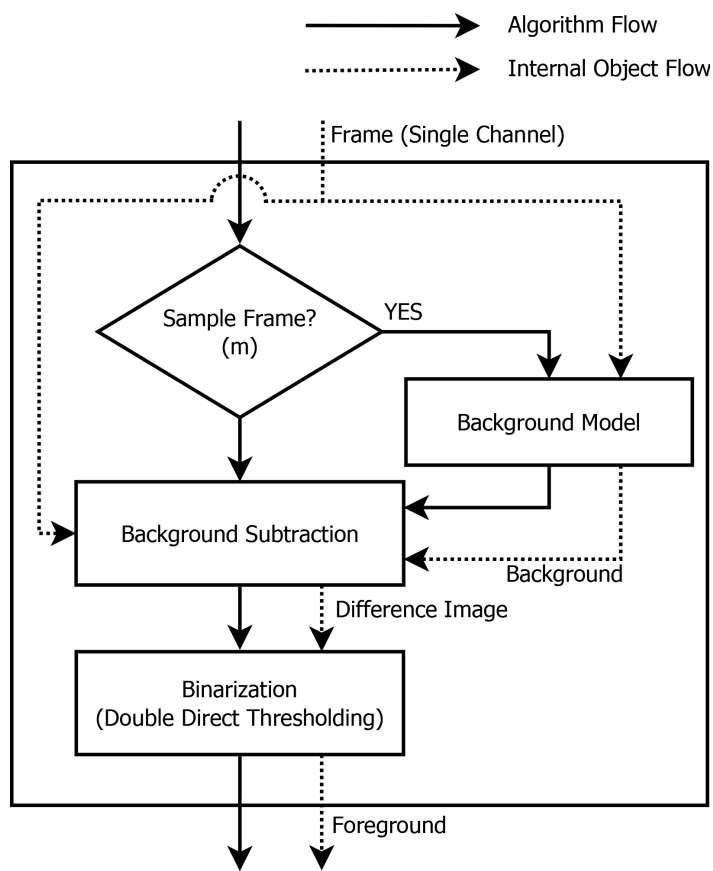 Algorithm Flow
Internal Object Flow
Frame (Single Channel)
Sample Frame?
(m)
YES
Background Model
Background Subtraction
Background
Difference Image
Binarization
(Double Direct Thresholding)
Foreground